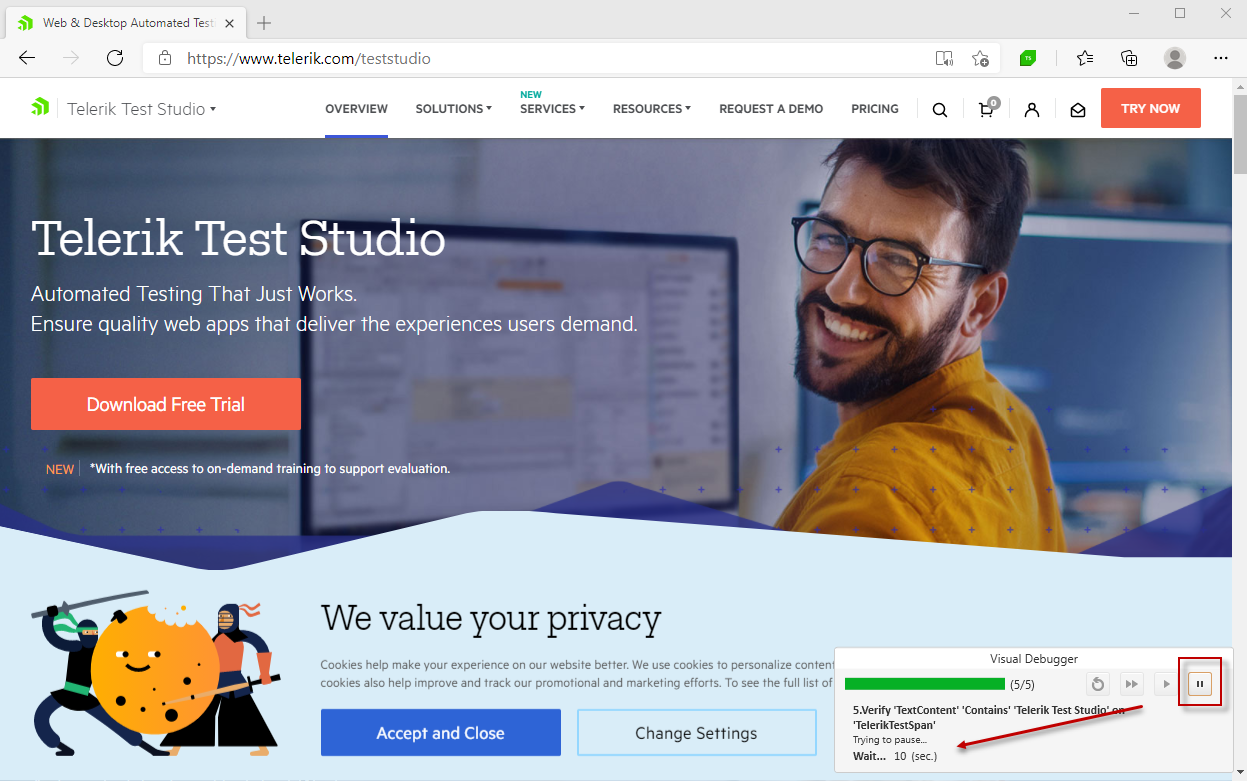 Web & Desktop Automated Test
https://www.telerik.com/teststudio
TS
Telerik Test Studio
OVERVIEW
SOLUTIONS
NEW
SERVICES
RESOURCES
REQUEST A DEMO
PRICING
0
TRY NOW
Telerik Test Studio
Automated Testing That Just Works.
Ensure quality web apps that deliver the experiences users demand.
Download Free Trial
NEW
*With free access to on-demand training to support evaluation.
We value your privacy
Cookies help make your experience on our website better. We use cookies to personalize content
cookies also help improve and track our promotional and marketing efforts. To see the full list of
Accept and Close
Change Settings
Visual Debugger
(5/5)
5.Verify 'TextContent' 'Contains' 'Telerik Test Studio' on
'TelerikTestSpan'
Trying to pause...
Wait... 10 (sec.)